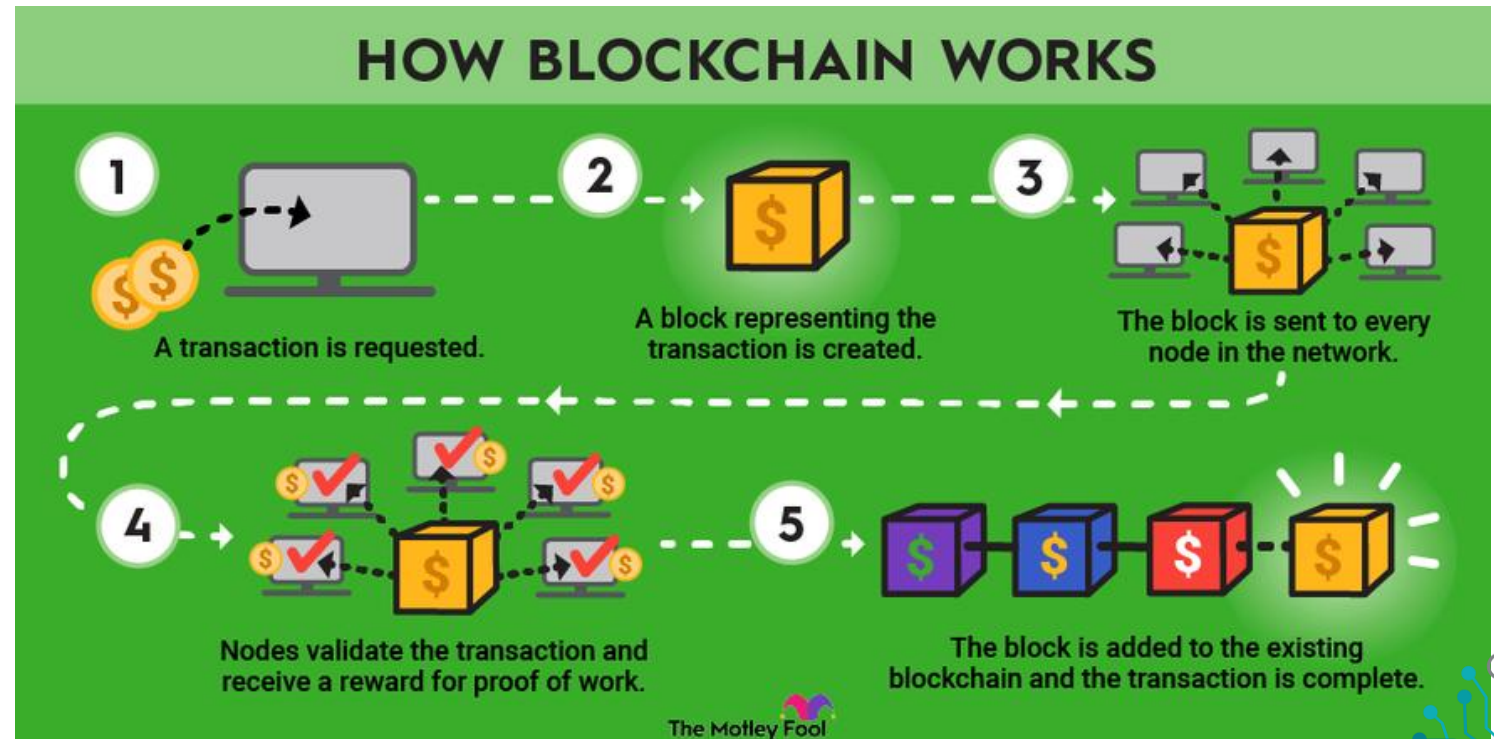 HOW BLOCKCHAIN WORKS
1
2
3
$
$
$
$
A transaction is requested.
A block representing the
transaction is created.
The block is sent to every
node in the network.
4
5
$
$
$
$
$
$
$
$
$
$
Nodes validate the transaction and
receive a reward for proof of work.
The block is added to the existing
blockchain and the transaction is complete.
The Motley Fool